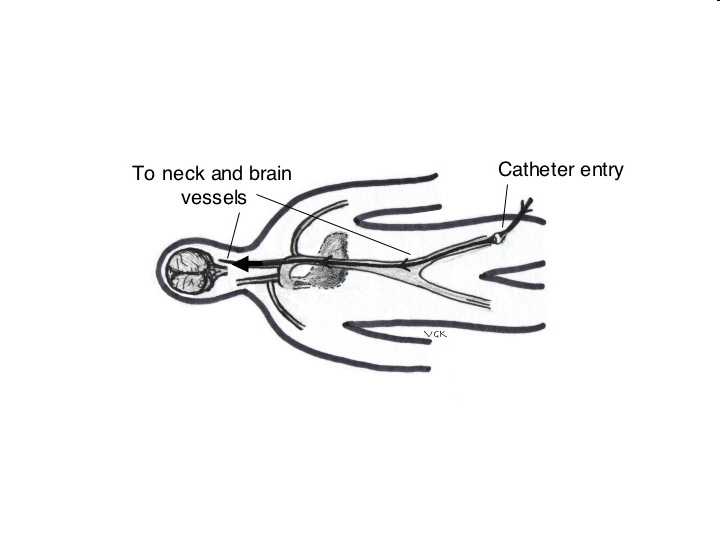 To neck and brain
vessels
Catheter entry
VGK